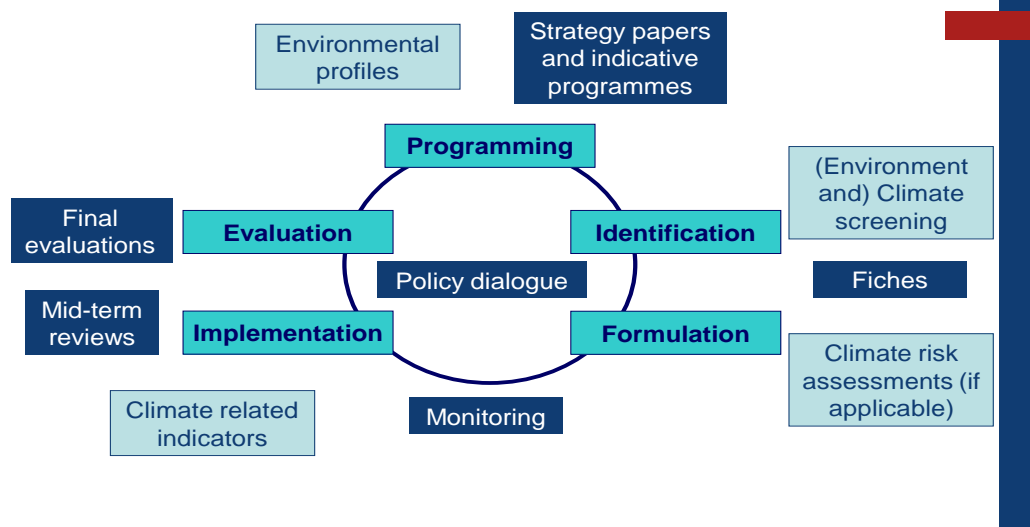 Environmental
profiles
Strategy papers
and indicative
programmes
Programming
(Environment
and) Climate
screening
Final
evaluations
Evaluation
Identification
Policy dialogue
Fiches
Mid-term
reviews
Implementation
Formulation
Climate risk
assessments (if
applicable)
Climate related
indicators
Monitoring